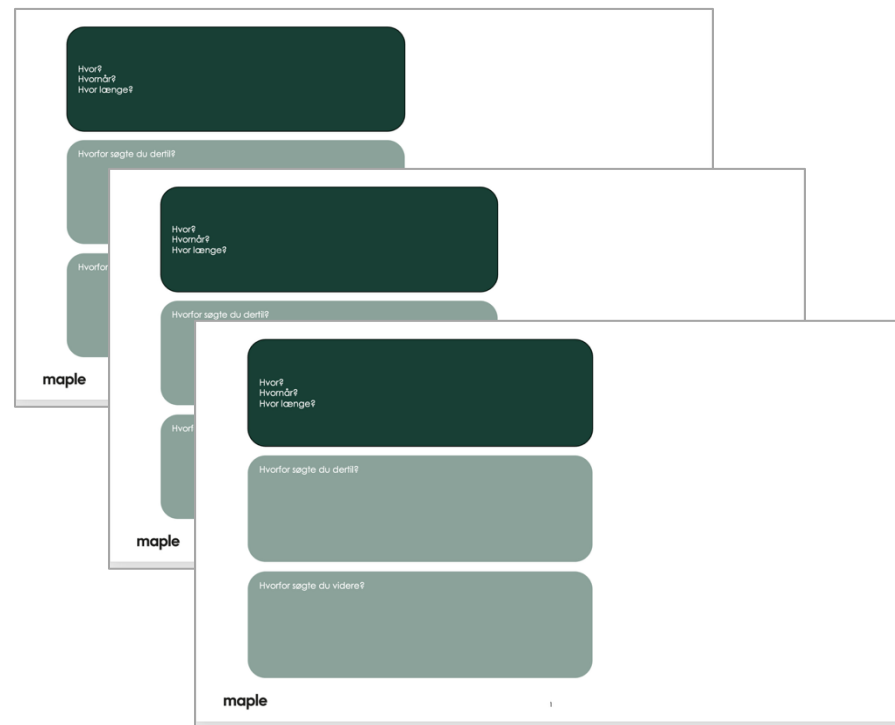 Hvor?
Hvornår?
Hvor længe?
Hvorfor søgte du dertil?
Hvorfor
maple
Hvor?
Hvornår?
Hvor længe?
Hvorfor søgte du dertil?
Hvorf
maple
Hvor?
Hvornår?
Hvor længe?
Hvorfor søgte du dertil?
Hvorfor søgte du videre?
maple
1